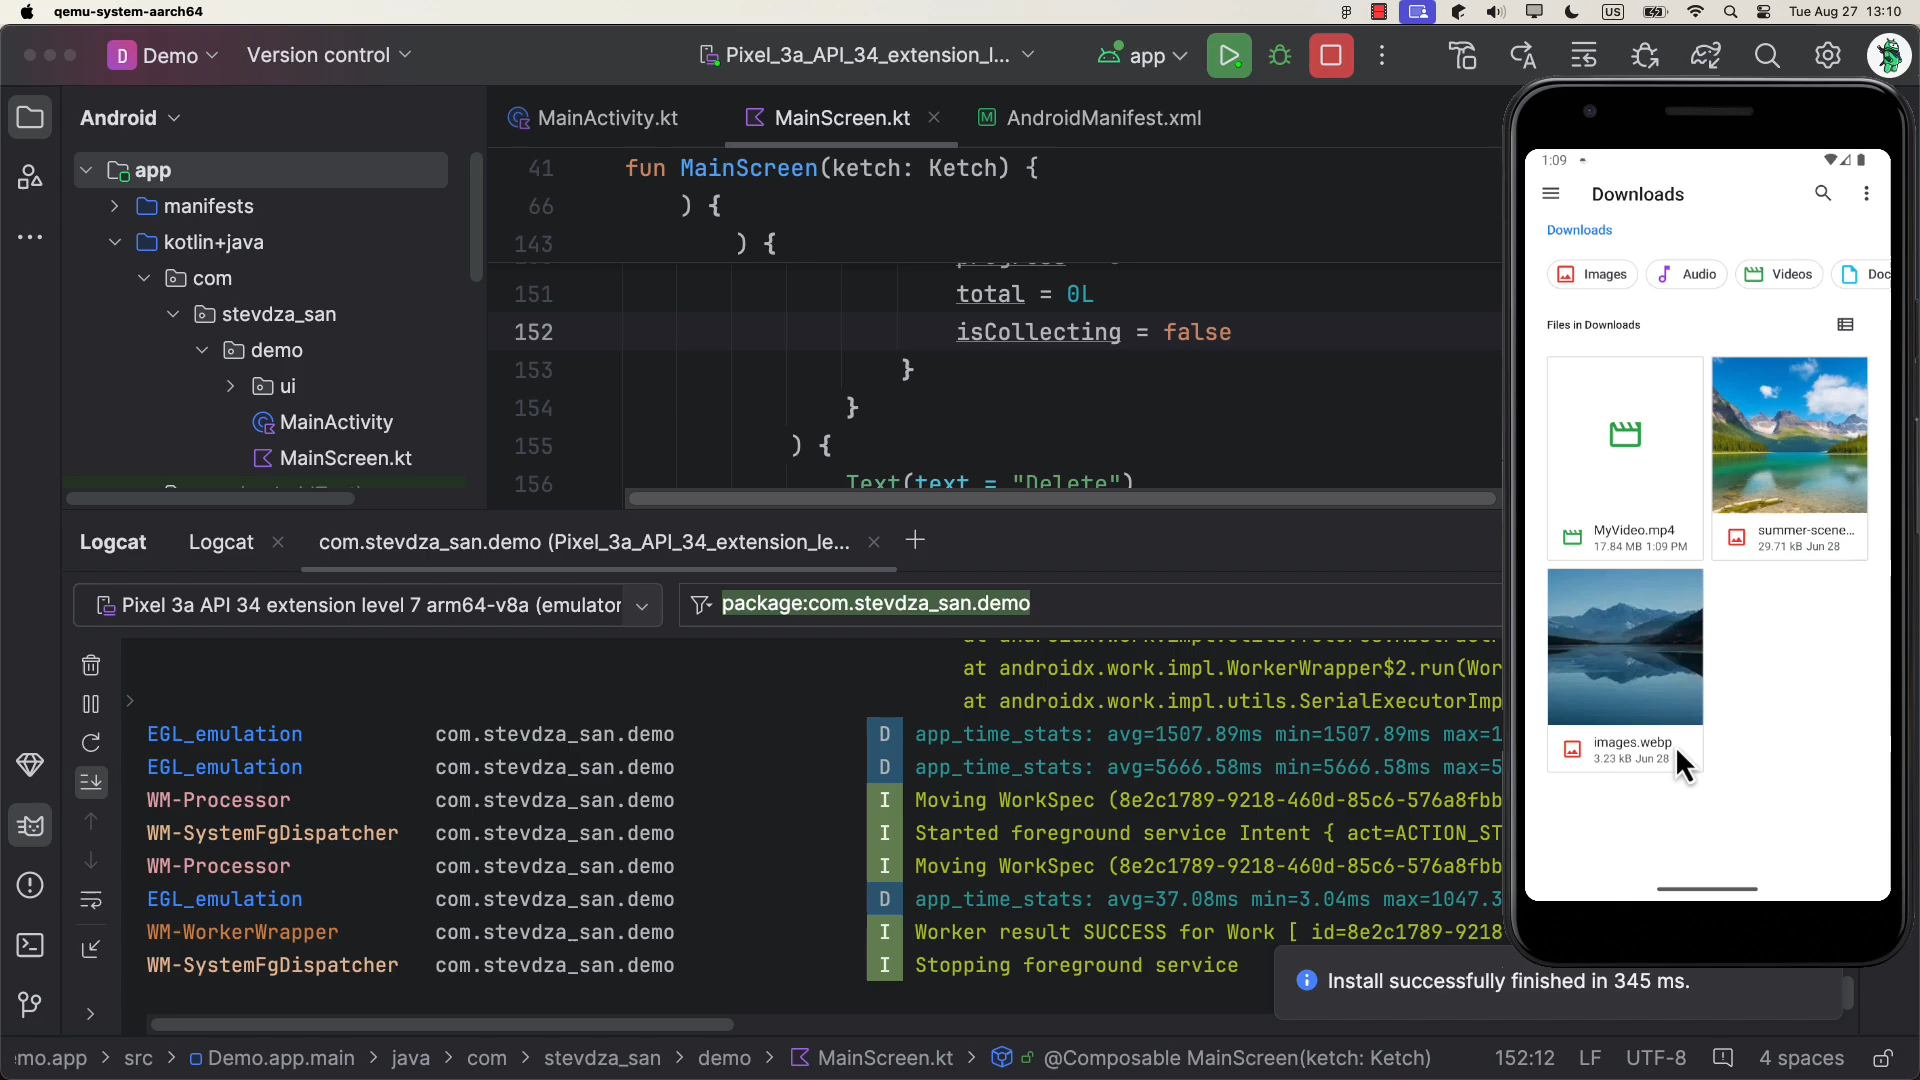 qemu-system-aarch64
US
Tue Aug 27 13:10
D Demo
Version control
Pixel_3a_API_34_extension_l...
app
Android
MainActivity.kt
MainScreen.kt
AndroidManifest.xml
app
manifests
kotlin+java
com
stevdza_san
demo
ui
MainActivity
MainScreen.kt
41 fun MainScreen(ketch: Ketch) {
66 ) {
143 ) {
151 total = 0L
152 isCollecting = false
153 }
154 }
155 ) {
156 Text(text = "Delete")
Logcat
Logcat
com.stevdza_san.demo (Pixel_3a_API_34_extension_le...
Pixel 3a API 34 extension level 7 arm64-v8a (emulator
package:com.stevdza_san.demo
at androidx.work.impl.WorkerWrapper$2.run(Wor
at androidx.work.impl.utils.SerialExecutorImp
EGL_emulation com.stevdza_san.demo D app_time_stats: avg=1507.89ms min=1507.89ms max=1
EGL_emulation com.stevdza_san.demo D app_time_stats: avg=5666.58ms min=5666.58ms max=5
WM-Processor com.stevdza_san.demo I Moving WorkSpec (8e2c1789-9218-460d-85c6-576a8fbb
WM-SystemFgDispatcher com.stevdza_san.demo I Started foreground service Intent { act=ACTION_ST
WM-Processor com.stevdza_san.demo I Moving WorkSpec (8e2c1789-9218-460d-85c6-576a8fbb
EGL_emulation com.stevdza_san.demo D app_time_stats: avg=37.08ms min=3.04ms max=1047.3
WM-WorkerWrapper com.stevdza_san.demo I Worker result SUCCESS for Work [ id=8e2c1789-9218
WM-SystemFgDispatcher com.stevdza_san.demo I Stopping foreground service
Install successfully finished in 345 ms.
mo.app > src > Demo.app.main > java > com > stevdza_san > demo > MainScreen.kt > @Composable MainScreen(ketch: Ketch)
152:12 LF UTF-8 4 spaces
1:09
Downloads
Downloads
Images
Audio
Videos
Doc
Files in Downloads
MyVideo.mp4
17.84 MB 1:09 PM
summer-scene...
29.71 kB Jun 28
images.webp
3.23 kB Jun 28